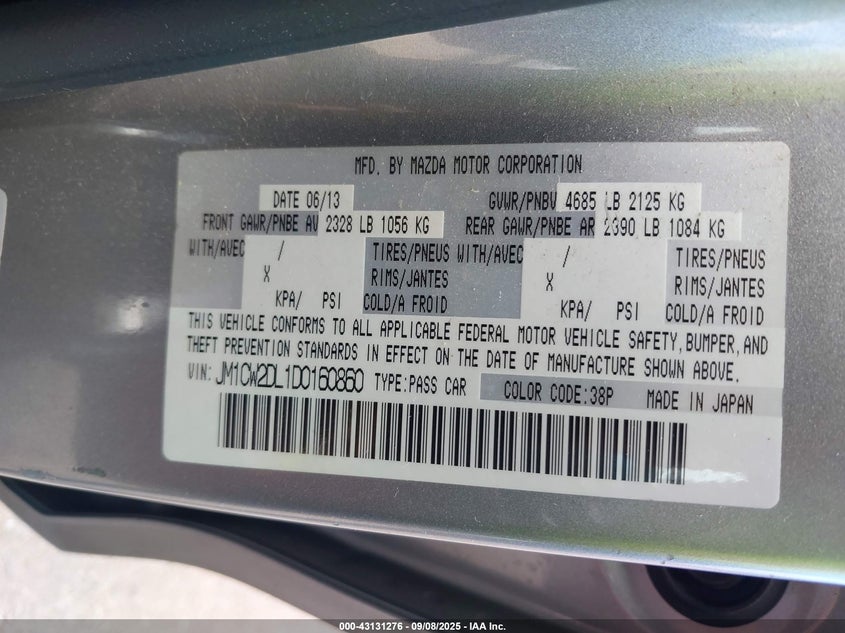 MFD. BY MAZDA MOTOR CORPORATION
DATE 06/13 GVWR/PNBV 4685 LB 2125 KG
FRONT GAWR/PNBE AV 2328 LB 1056 KG REAR GAWR/PNBE AR 2390 LB 1084 KG
WITH/AVEC / TIRES/PNEUS WITH/AVEC / TIRES/PNEUS
X RIMS/JANTES X RIMS/JANTES
KPA/ PSI COLD/A FROID KPA/ PSI COLD/A FROID
THIS VEHICLE CONFORMS TO ALL APPLICABLE FEDERAL MOTOR VEHICLE SAFETY, BUMPER, AND
THEFT PREVENTION STANDARDS IN EFFECT ON THE DATE OF MANUFACTURE SHOWN ABOVE.
VIN: JM1CW2DL1D0160860 TYPE:PASS CAR COLOR CODE:38P MADE IN JAPAN
000-43131276 - 09/08/2025 - IAA Inc.